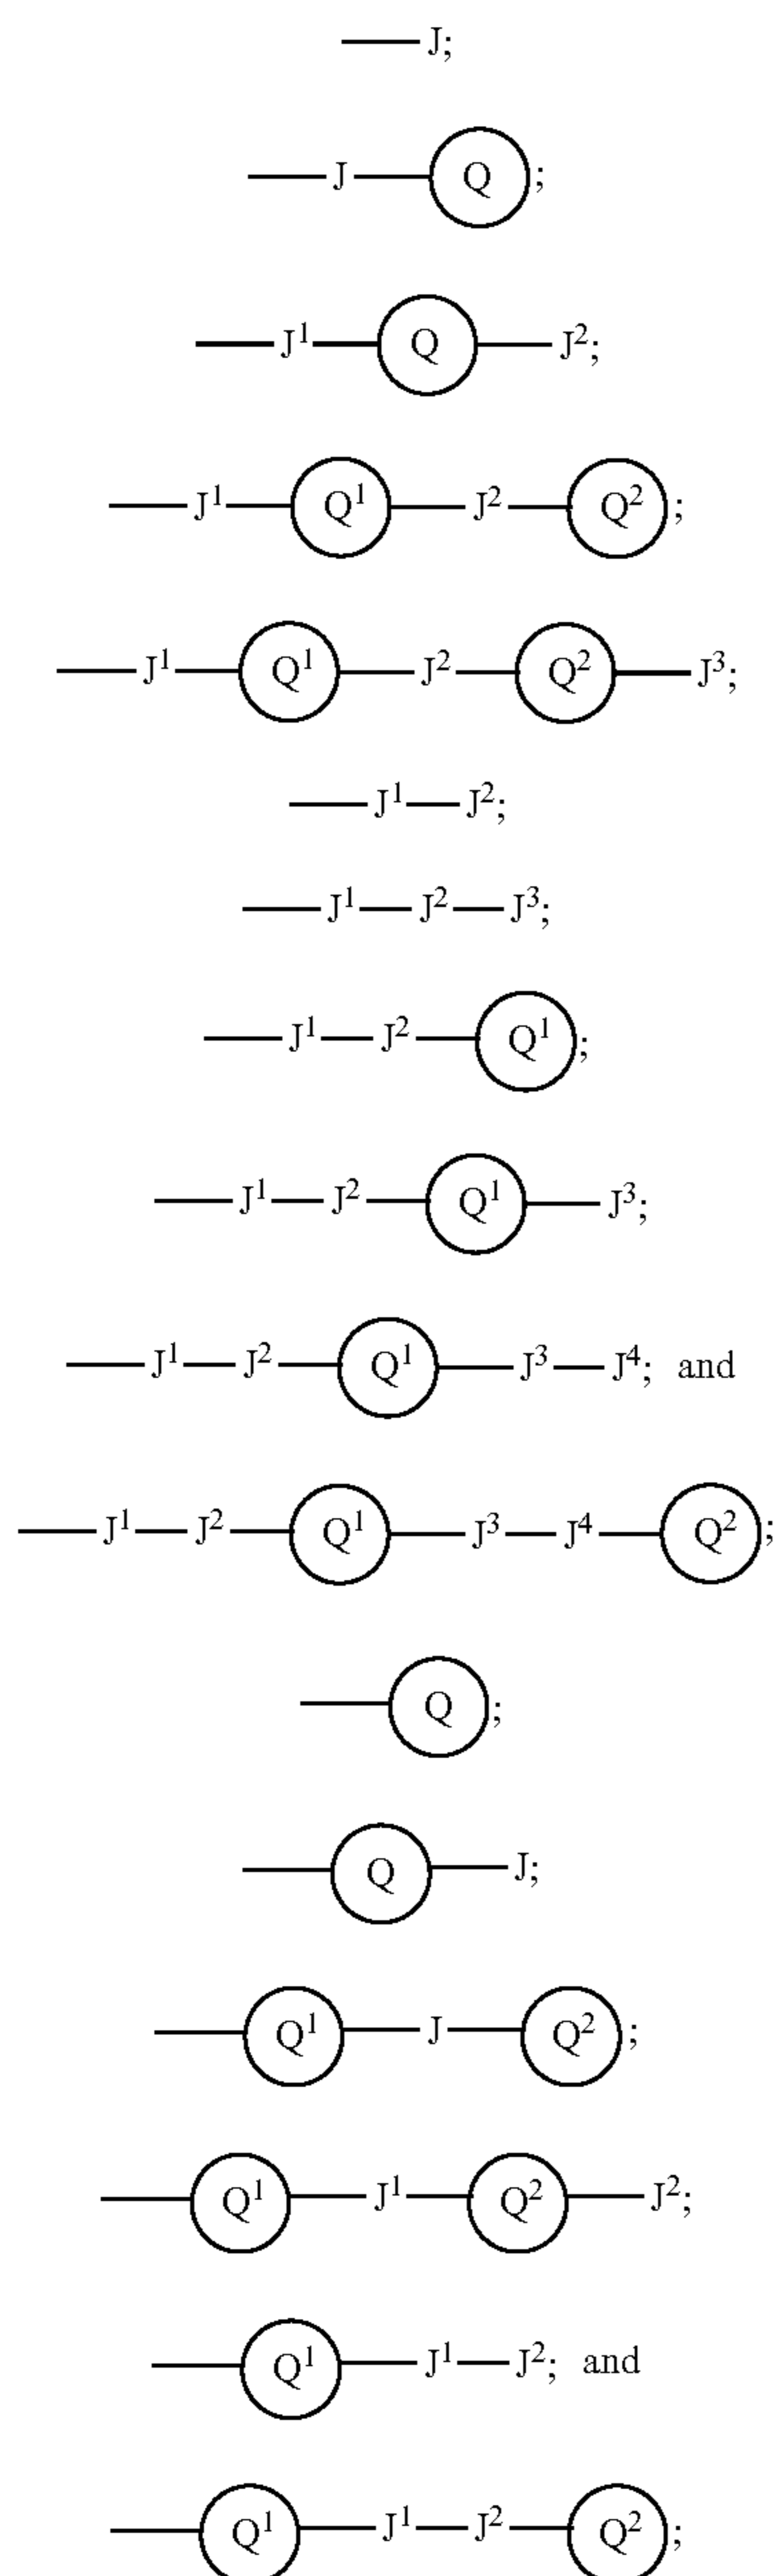 J;
J Q ;
J¹ Q J²;
J¹ Q¹ J² Q² ;
J¹ Q¹ J² Q² J³;
J¹ J²;
J¹ J² J³;
J¹ J² Q¹ ;
J¹ J² Q¹ J³;
J¹ J² Q¹ J³ J⁴; and
J¹ J² Q¹ J³ J⁴ Q² ;
Q ;
Q J;
Q¹ J Q² ;
Q¹ J¹ Q² J²;
Q¹ J¹ J²; and
Q¹ J¹ J² Q² ;